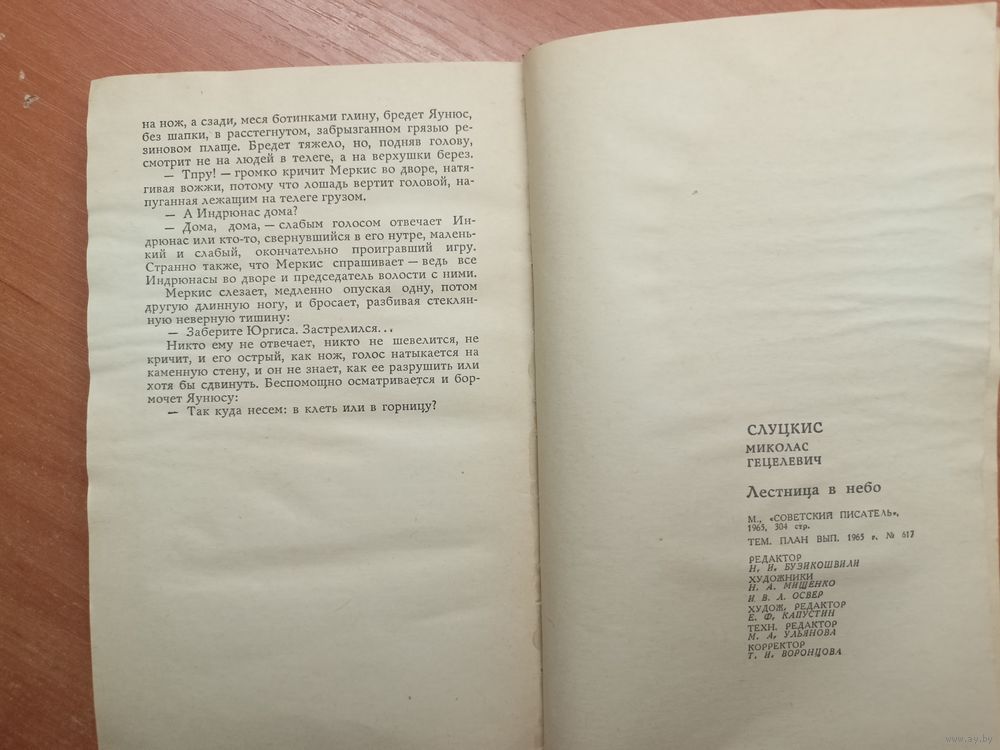 на нож, а сзади, меся ботинками глину, бредет Яунюс,
без шапки, в расстегнутом, забрызганном грязью ре-
зиновом плаще. Бредет тяжело, но, подняв голову,
смотрит не на людей в телеге, а на верхушки берез.
— Тпру! — громко кричит Меркис во дворе, натя-
гивая вожжи, потому что лошадь вертит головой, на-
пуганная лежащим на телеге грузом.
— А Индрюнас дома?
— Дома, дома, — слабым голосом отвечает Ин-
дрюнас или кто-то, свернувшийся в его нутре, малень-
кий и слабый, окончательно проигравший игру.
Странно также, что Меркис спрашивает — ведь все
Индрюнасы во дворе и председатель волости с ними.
Меркис слезает, медленно опуская одну, потом
другую длинную ногу, и бросает, разбивая стеклян-
ную неверную тишину:
— Заберите Юргиса. Застрелился...
Никто ему не отвечает, никто не шевелится, не
кричит, и его острый, как нож, голос натыкается на
каменную стену, и он не знает, как ее разрушить или
хотя бы сдвинуть. Беспомощно осматривается и бор-
мочет Яунюсу:
— Так куда несем: в клеть или в горницу?
СЛУЦКИС
МИКОЛАС
ГЕЦЕЛЕВИЧ
Лестница в небо
М., «СОВЕТСКИЙ ПИСАТЕЛЬ»,
1965, 304 стр.
ТЕМ. ПЛАН ВЫП. 1965 г. № 617
РЕДАКТОР
Н. И. БУЗИКОШВИЛИ
ХУДОЖНИКИ
Н. А. МИЩЕНКО
И В. Л. ОСВЕР
ХУДОЖ. РЕДАКТОР
Е. Ф. КАПУСТИН
ТЕХН. РЕДАКТОР
М. А. УЛЬЯНОВА
КОРРЕКТОР
Т. Н. ВОРОНЦОВА
www.ay.by